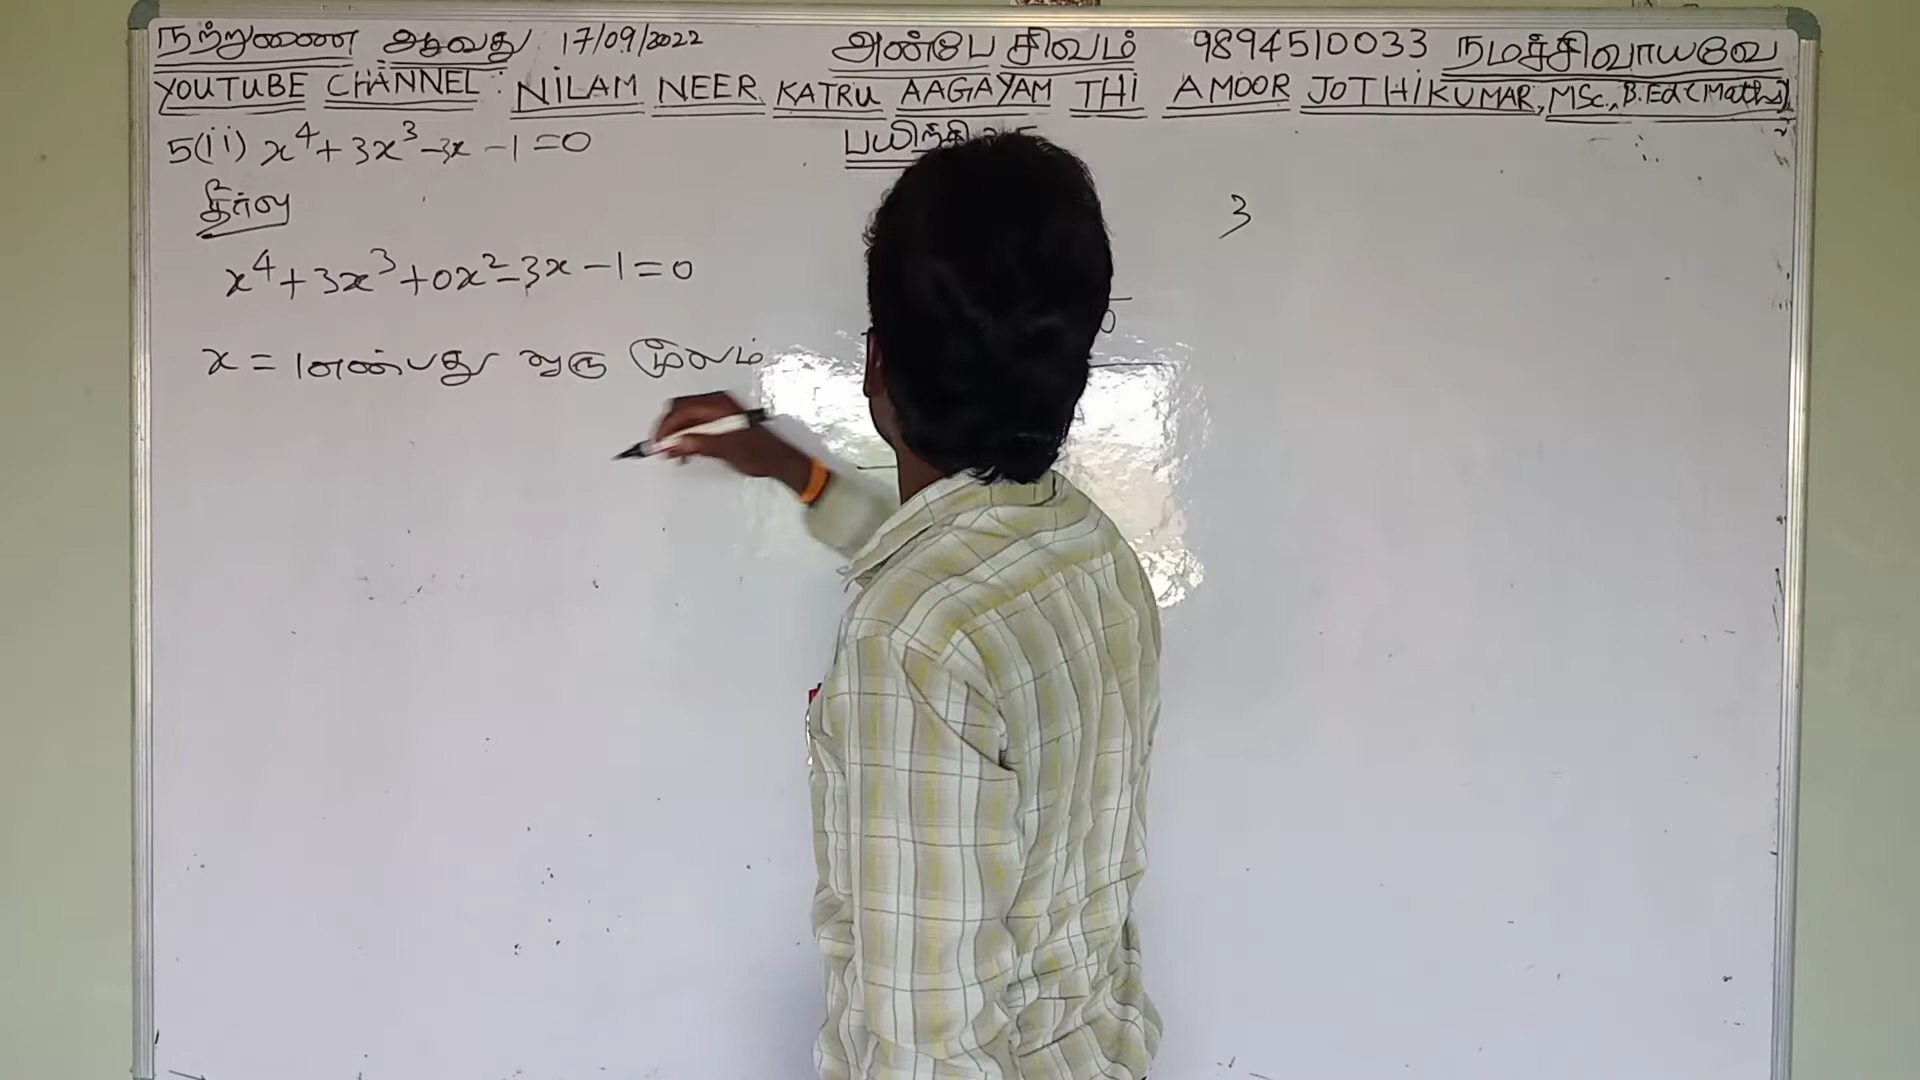 நற்றுணை ஆவது 17/09/2022 அன்பே சிவம் 9894510033 நமச்சிவாயவே
YOUTUBE CHANNEL: NILAM NEER KATRU AAGAYAM THI AMOOR JOTHIKUMAR, MSc., B.Ed (Maths)
5(ii) x⁴+3x³-3x-1=0 பயிற்சி
தீர்வு 3
x⁴+3x³+0x²-3x-1=0
0
x = 1 என்பது ஒரு மூலம்